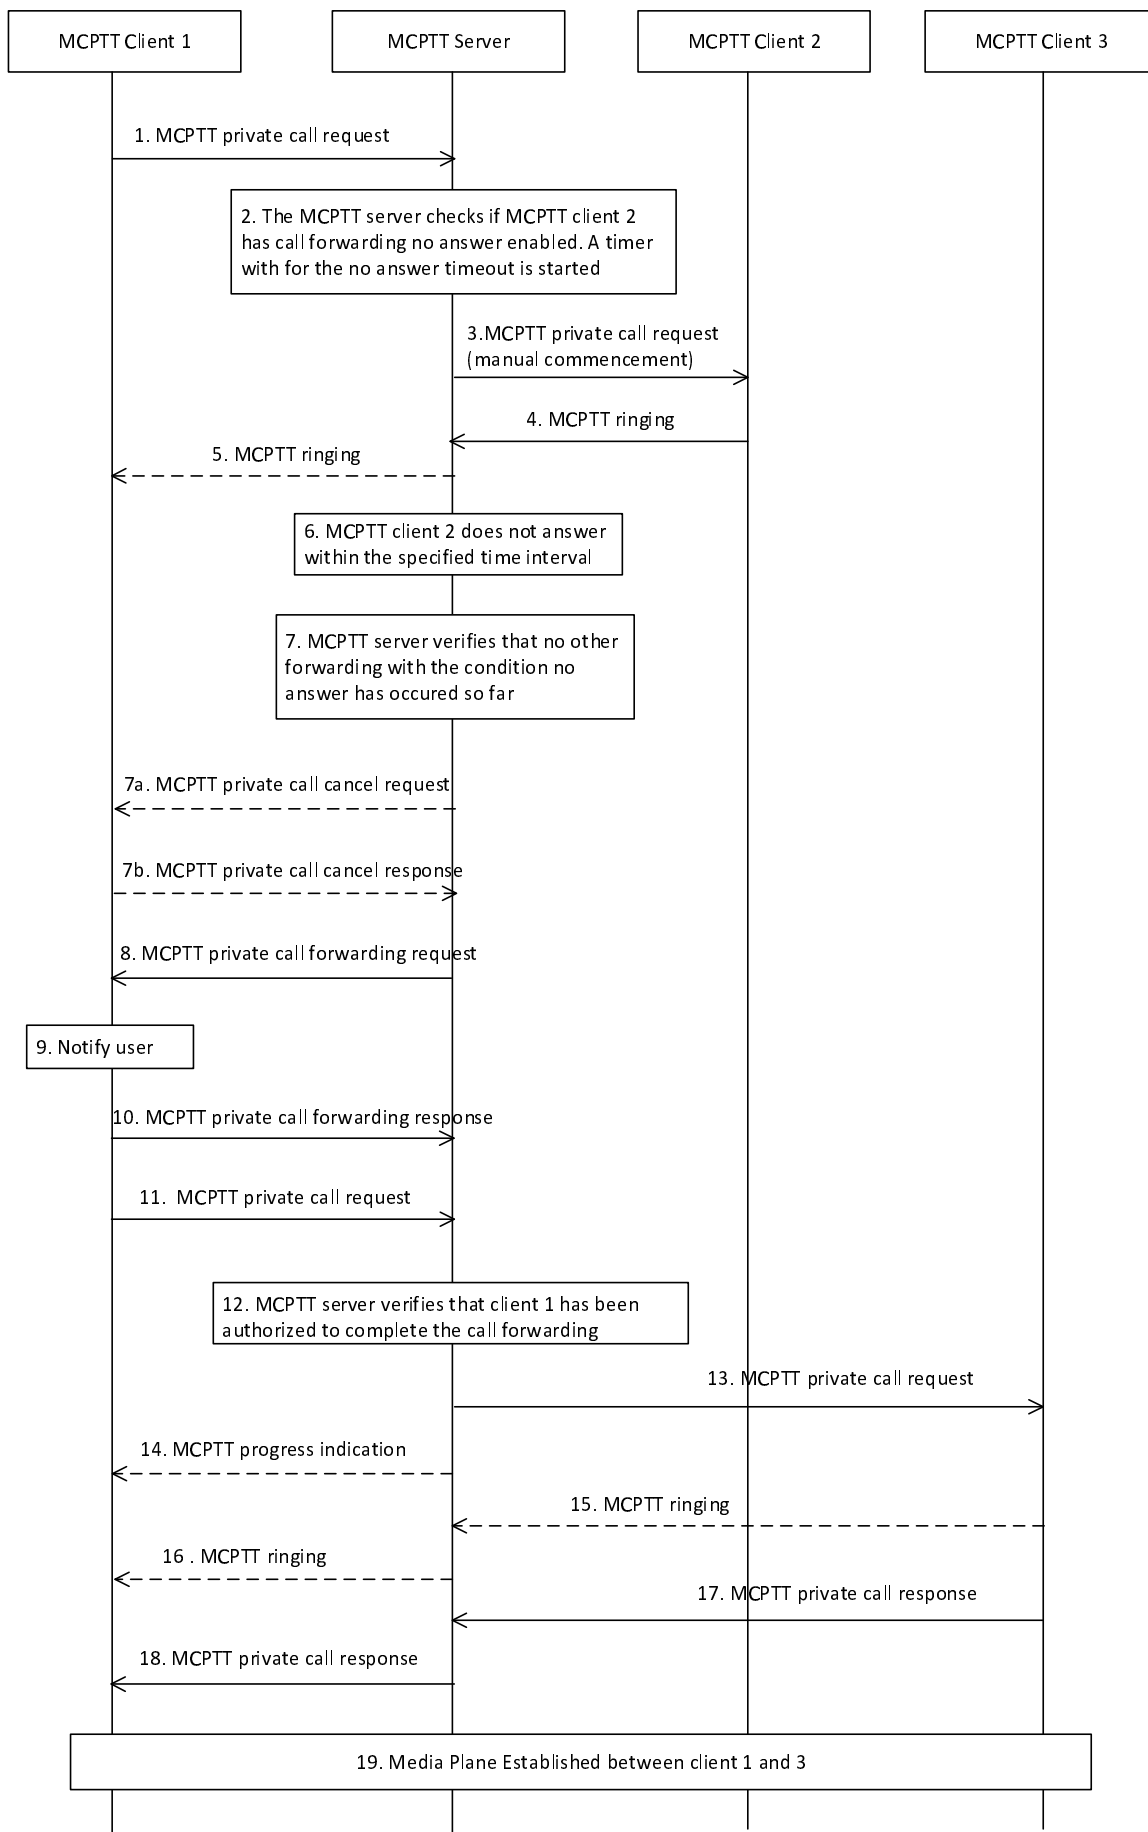 MCPTT Client 1
MCPTT Server
MCPTT Client 2
MCPTT Client 3
1. MCPTT private call request
2. The MCPTT server checks if MCPTT client 2
has call forwarding no answer enabled. A timer
with for the no answer timeout is started
3.MCPTT private call request
(manual commencement)
4. MCPTT ringing
5. MCPTT ringing
6. MCPTT client 2 does not answer
within the specified time interval
7. MCPTT server verifies that no other
forwarding with the condition no
answer has occured so far
7a. MCPTT private call cancel request
7b. MCPTT private call cancel response
8. MCPTT private call forwarding request
9. Notify user
10. MCPTT private call forwarding response
11. MCPTT private call request
12. MCPTT server verifies that client 1 has been
authorized to complete the call forwarding
13. MCPTT private call request
14. MCPTT progress indication
15. MCPTT ringing
16 . MCPTT ringing
17. MCPTT private call response
18. MCPTT private call response
19. Media Plane Established between client 1 and 3